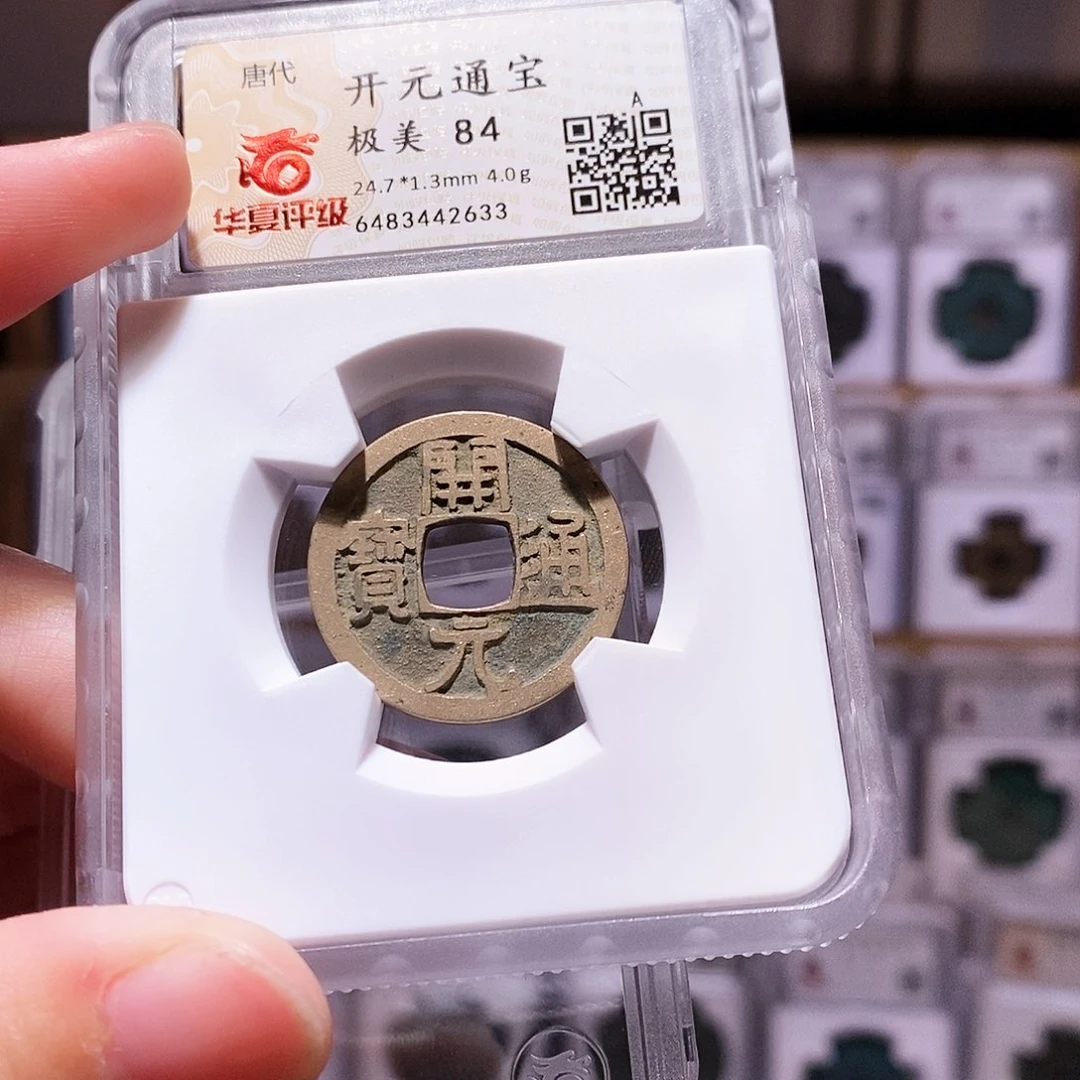 唐代
开元通宝
极美 84
A
24.7*1.3mm 4.0g
6483442633
华夏评级
開
元
通
寳